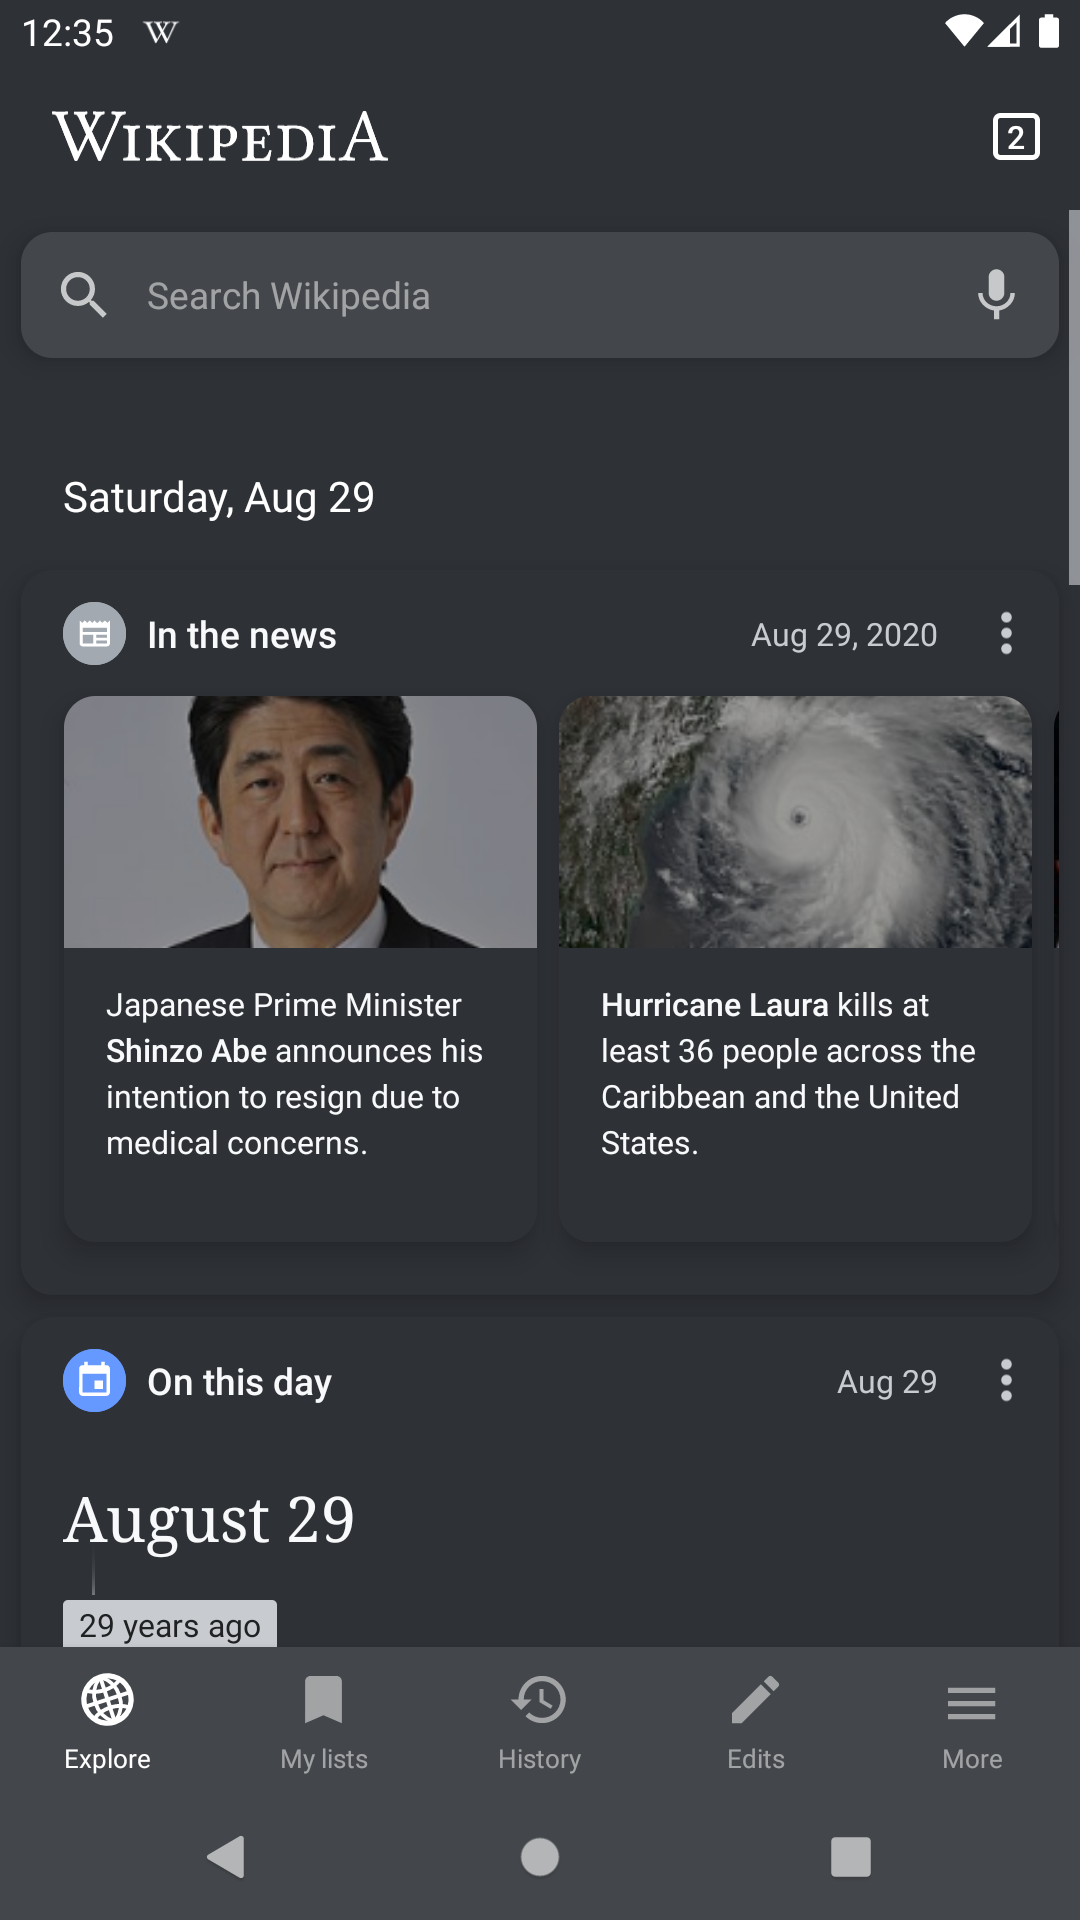 12:35 W
WIKIPEDIA
2
Search Wikipedia
Saturday, Aug 29
In the news
Aug 29, 2020
Japanese Prime Minister
Shinzo Abe announces his
intention to resign due to
medical concerns.
Hurricane Laura kills at
least 36 people across the
Caribbean and the United
States.
On this day
Aug 29
August 29
29 years ago
Explore
My lists
History
Edits
More